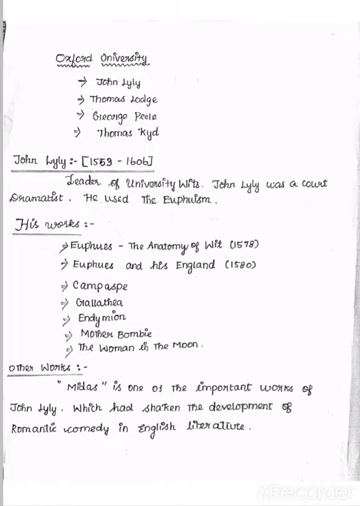 Oxford University
→ John Lyly
→ Thomas Lodge
→ George Peele
→ Thomas Kyd
John Lyly :- [1553 - 1606]
Leader of University Wits. John Lyly was a court
Dramatist. He used The Euphuism.
His works :-
→ Euphues - The Anatomy of Wit (1578)
→ Euphues and his England (1580)
→ Campaspe
→ Gallathea
→ Endymion
→ Mother Bombie
→ The Woman in The Moon.
Other Works :-
"Midas" is one of the important works of
John Lyly. Which had shaken the development of
Romantic comedy in English literature.